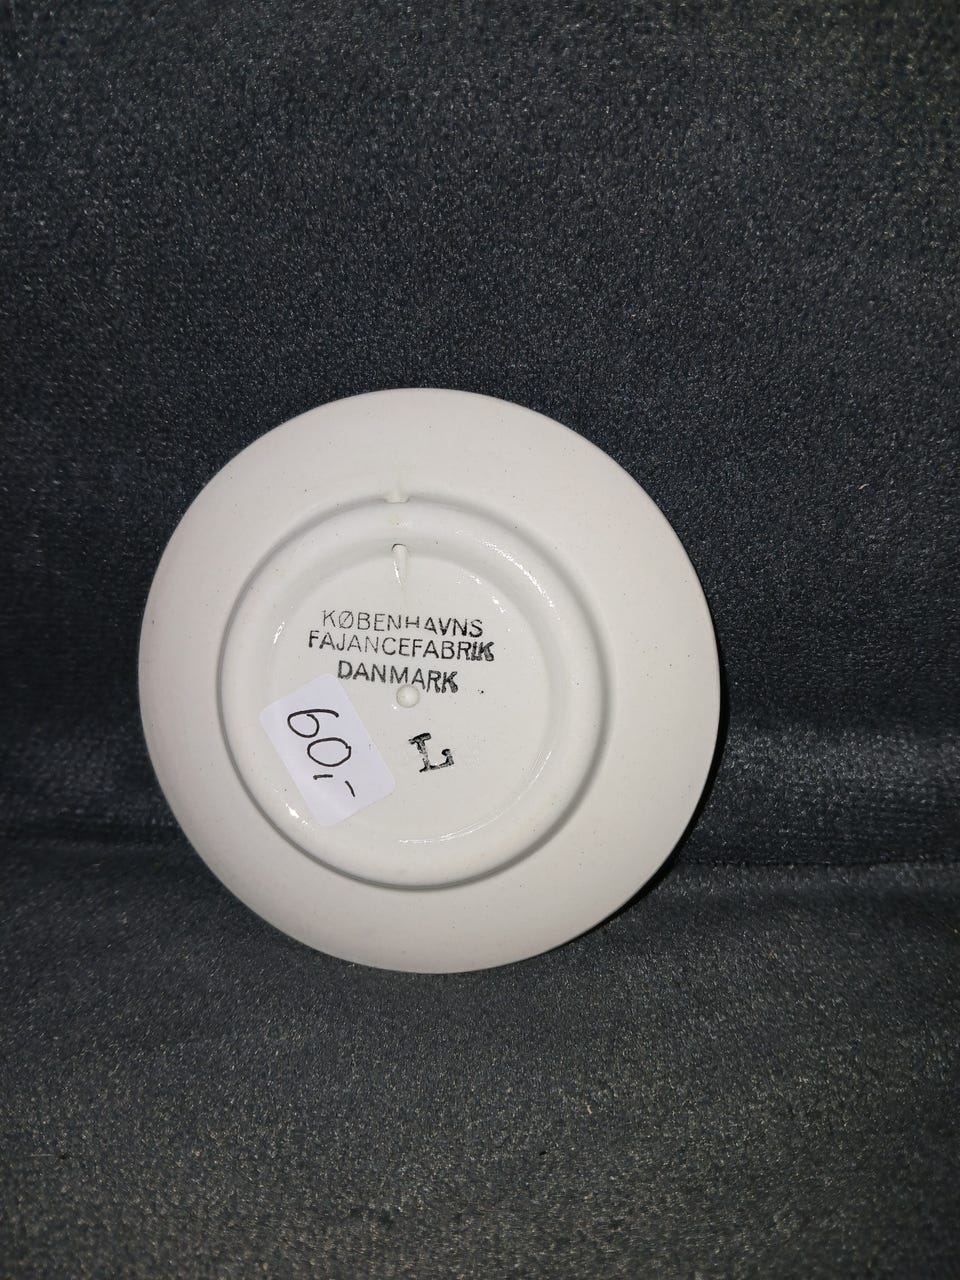 KØBENHAVNS
FAJANCEFABRIK
DANMARK
L
60,-